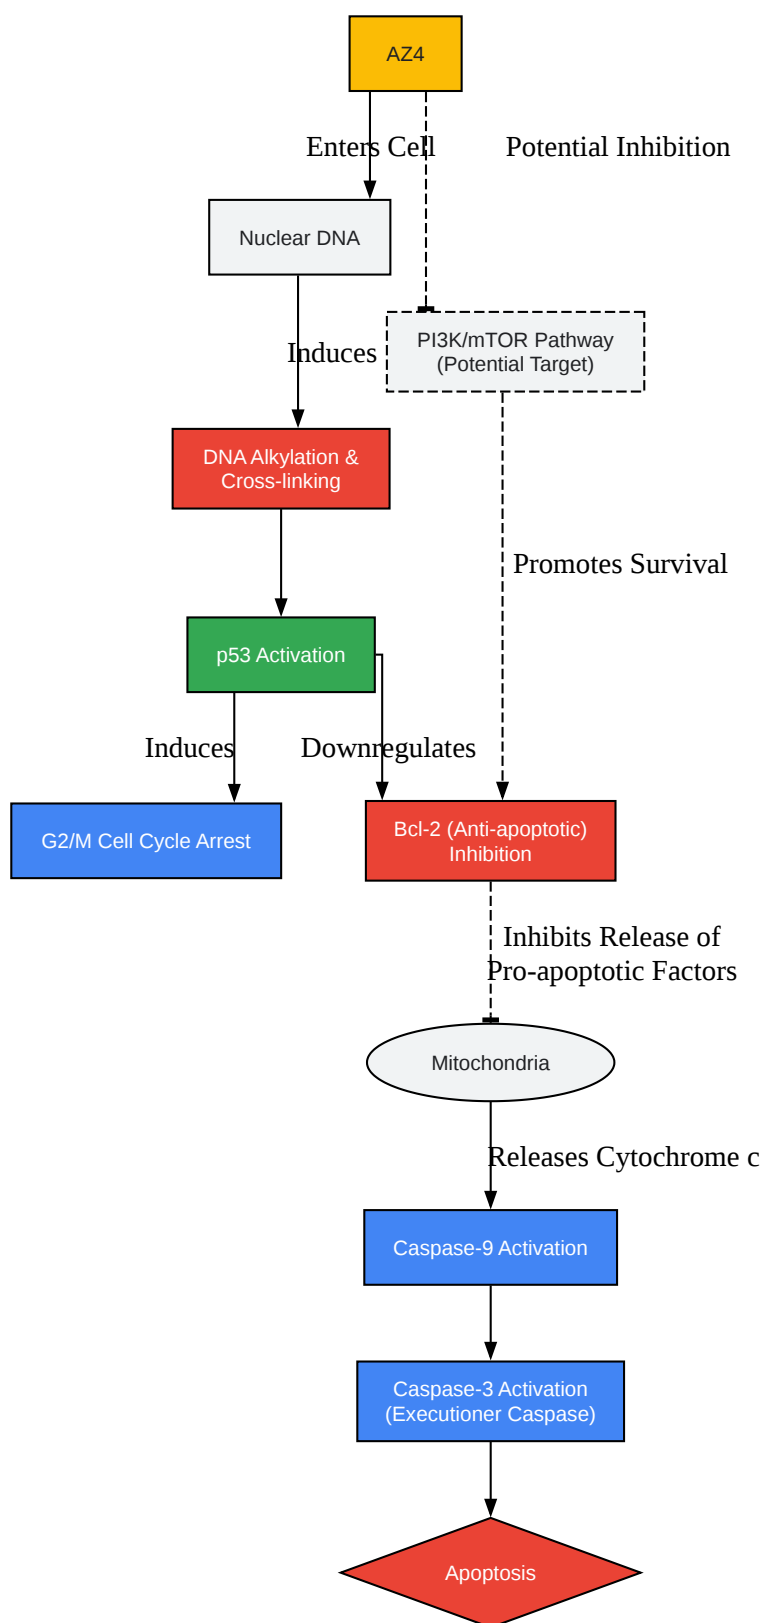 AZ4
Enters Cell
Potential Inhibition
Nuclear DNA
PI3K/mTOR Pathway
(Potential Target)
Induces
DNA Alkylation &
Cross-linking
Promotes Survival
p53 Activation
Induces
Downregulates
G2/M Cell Cycle Arrest
Bcl-2 (Anti-apoptotic)
Inhibition
Inhibits Release of
Pro-apoptotic Factors
Mitochondria
Releases Cytochrome c
Caspase-9 Activation
Caspase-3 Activation
(Executioner Caspase)
Apoptosis